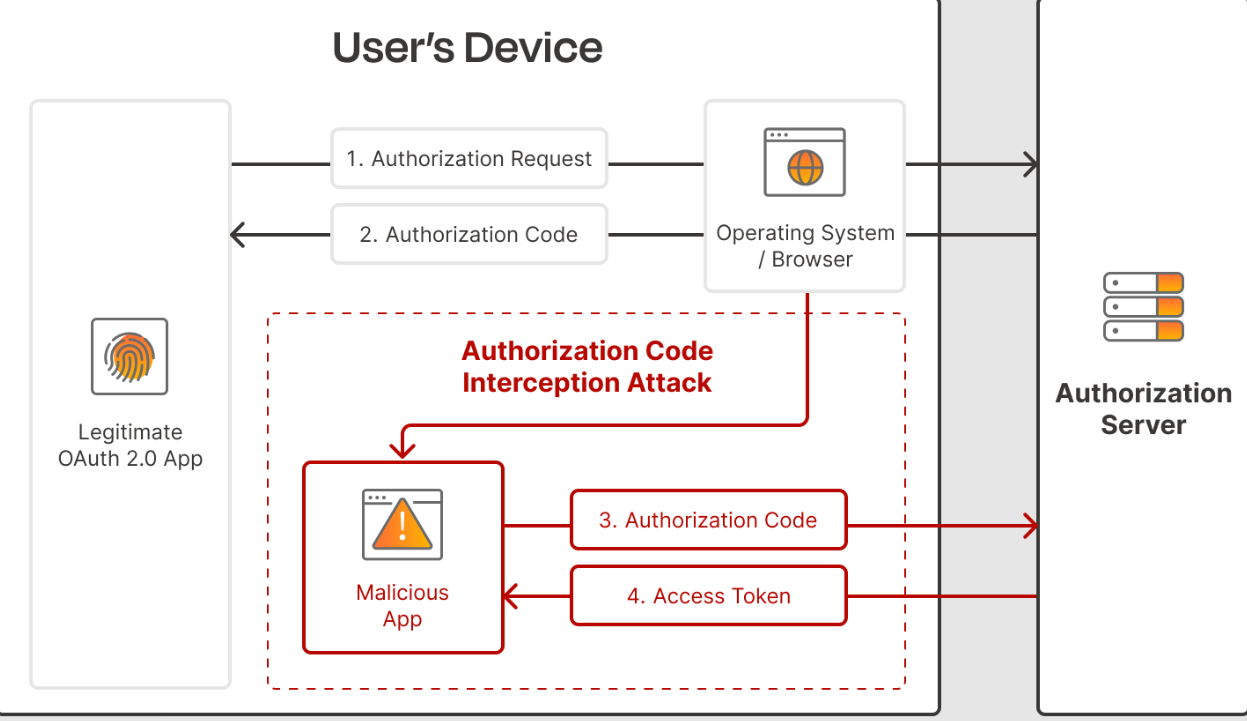 User's Device
1. Authorization Request
2. Authorization Code
Operating System
/ Browser
Legitimate
OAuth 2.0 App
Authorization Code
Interception Attack
Malicious
App
3. Authorization Code
4. Access Token
Authorization
Server